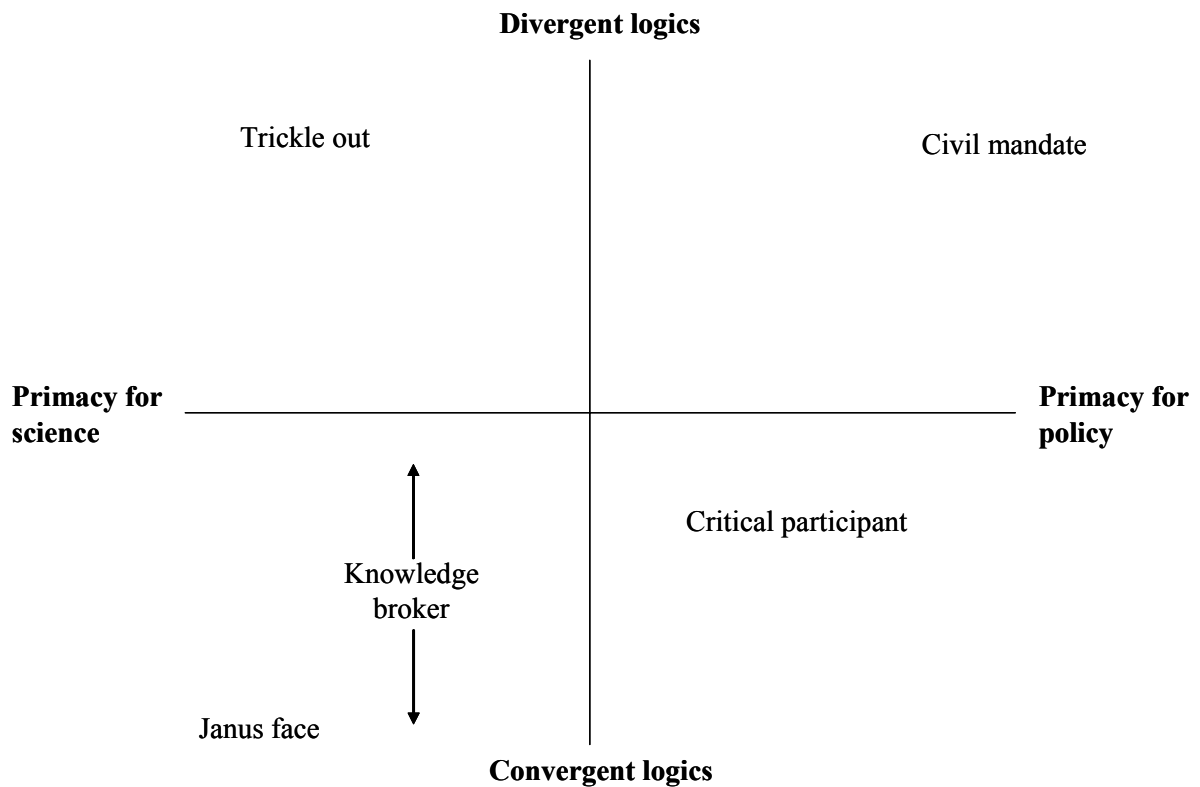 Divergent logics
Trickle out
Civil mandate
Primacy for
science
Primacy for
policy
Critical participant
Knowledge
broker
Janus face
Convergent logics